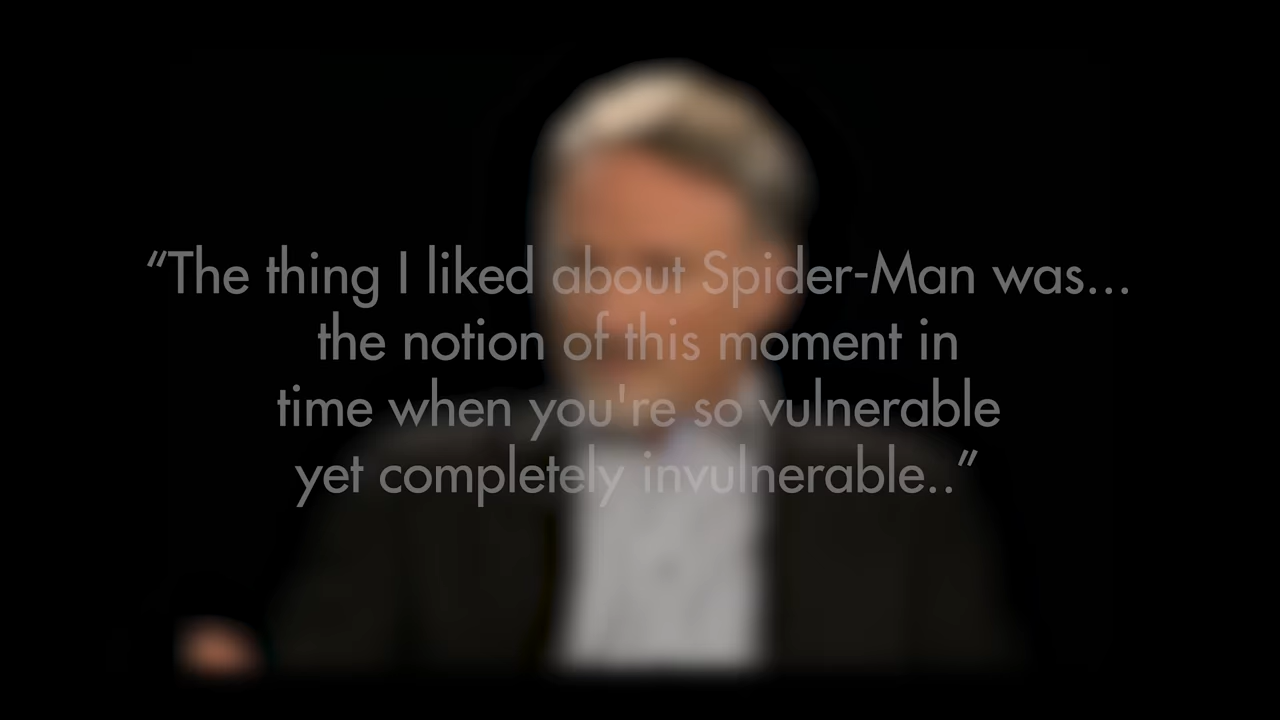 “The thing I liked about Spider-Man was...
the notion of this moment in
time when you're so vulnerable
yet completely invulnerable..”